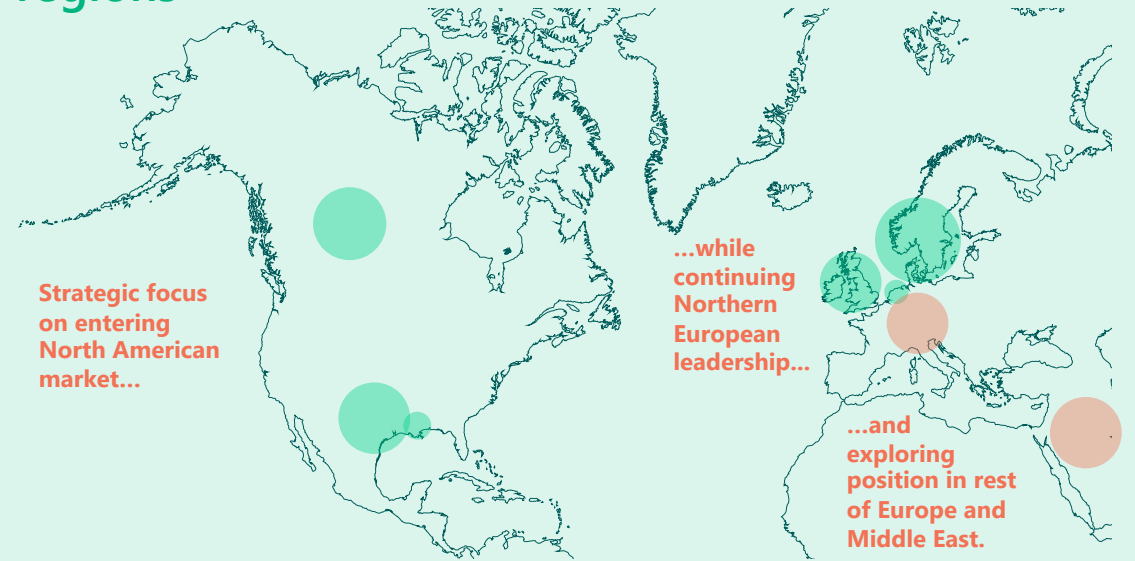 regions
Strategic focus
on entering
North American
market...
...while
continuing
Northern
European
leadership...
...and
exploring
position in rest
of Europe and
Middle East.